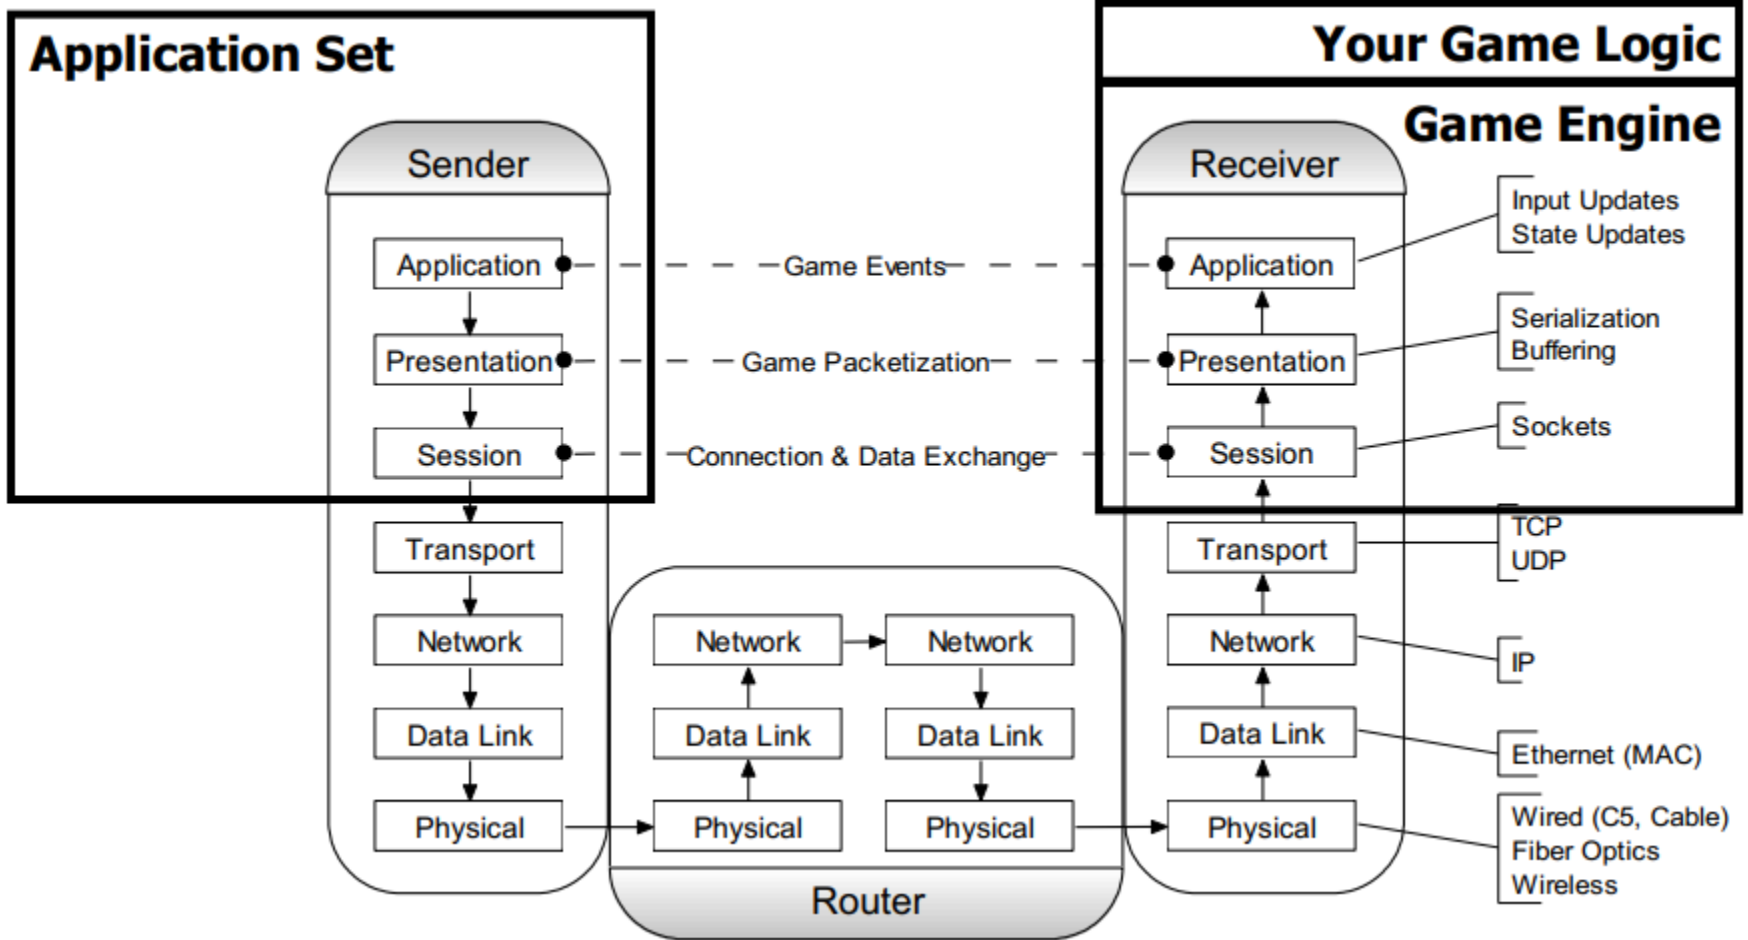 Application Set
Your Game Logic
Game Engine
Sender
Receiver
Input Updates
State Updates
Application
Game Events
Application
Serialization
Buffering
Presentation
Game Packetization
Presentation
Sockets
Session
Connection & Data Exchange
Session
TCP
UDP
Transport
Transport
Network
Network
Network
Network
IP
Data Link
Data Link
Data Link
Data Link
Ethernet (MAC)
Physical
Physical
Physical
Physical
Wired (C5, Cable)
Fiber Optics
Wireless
Router